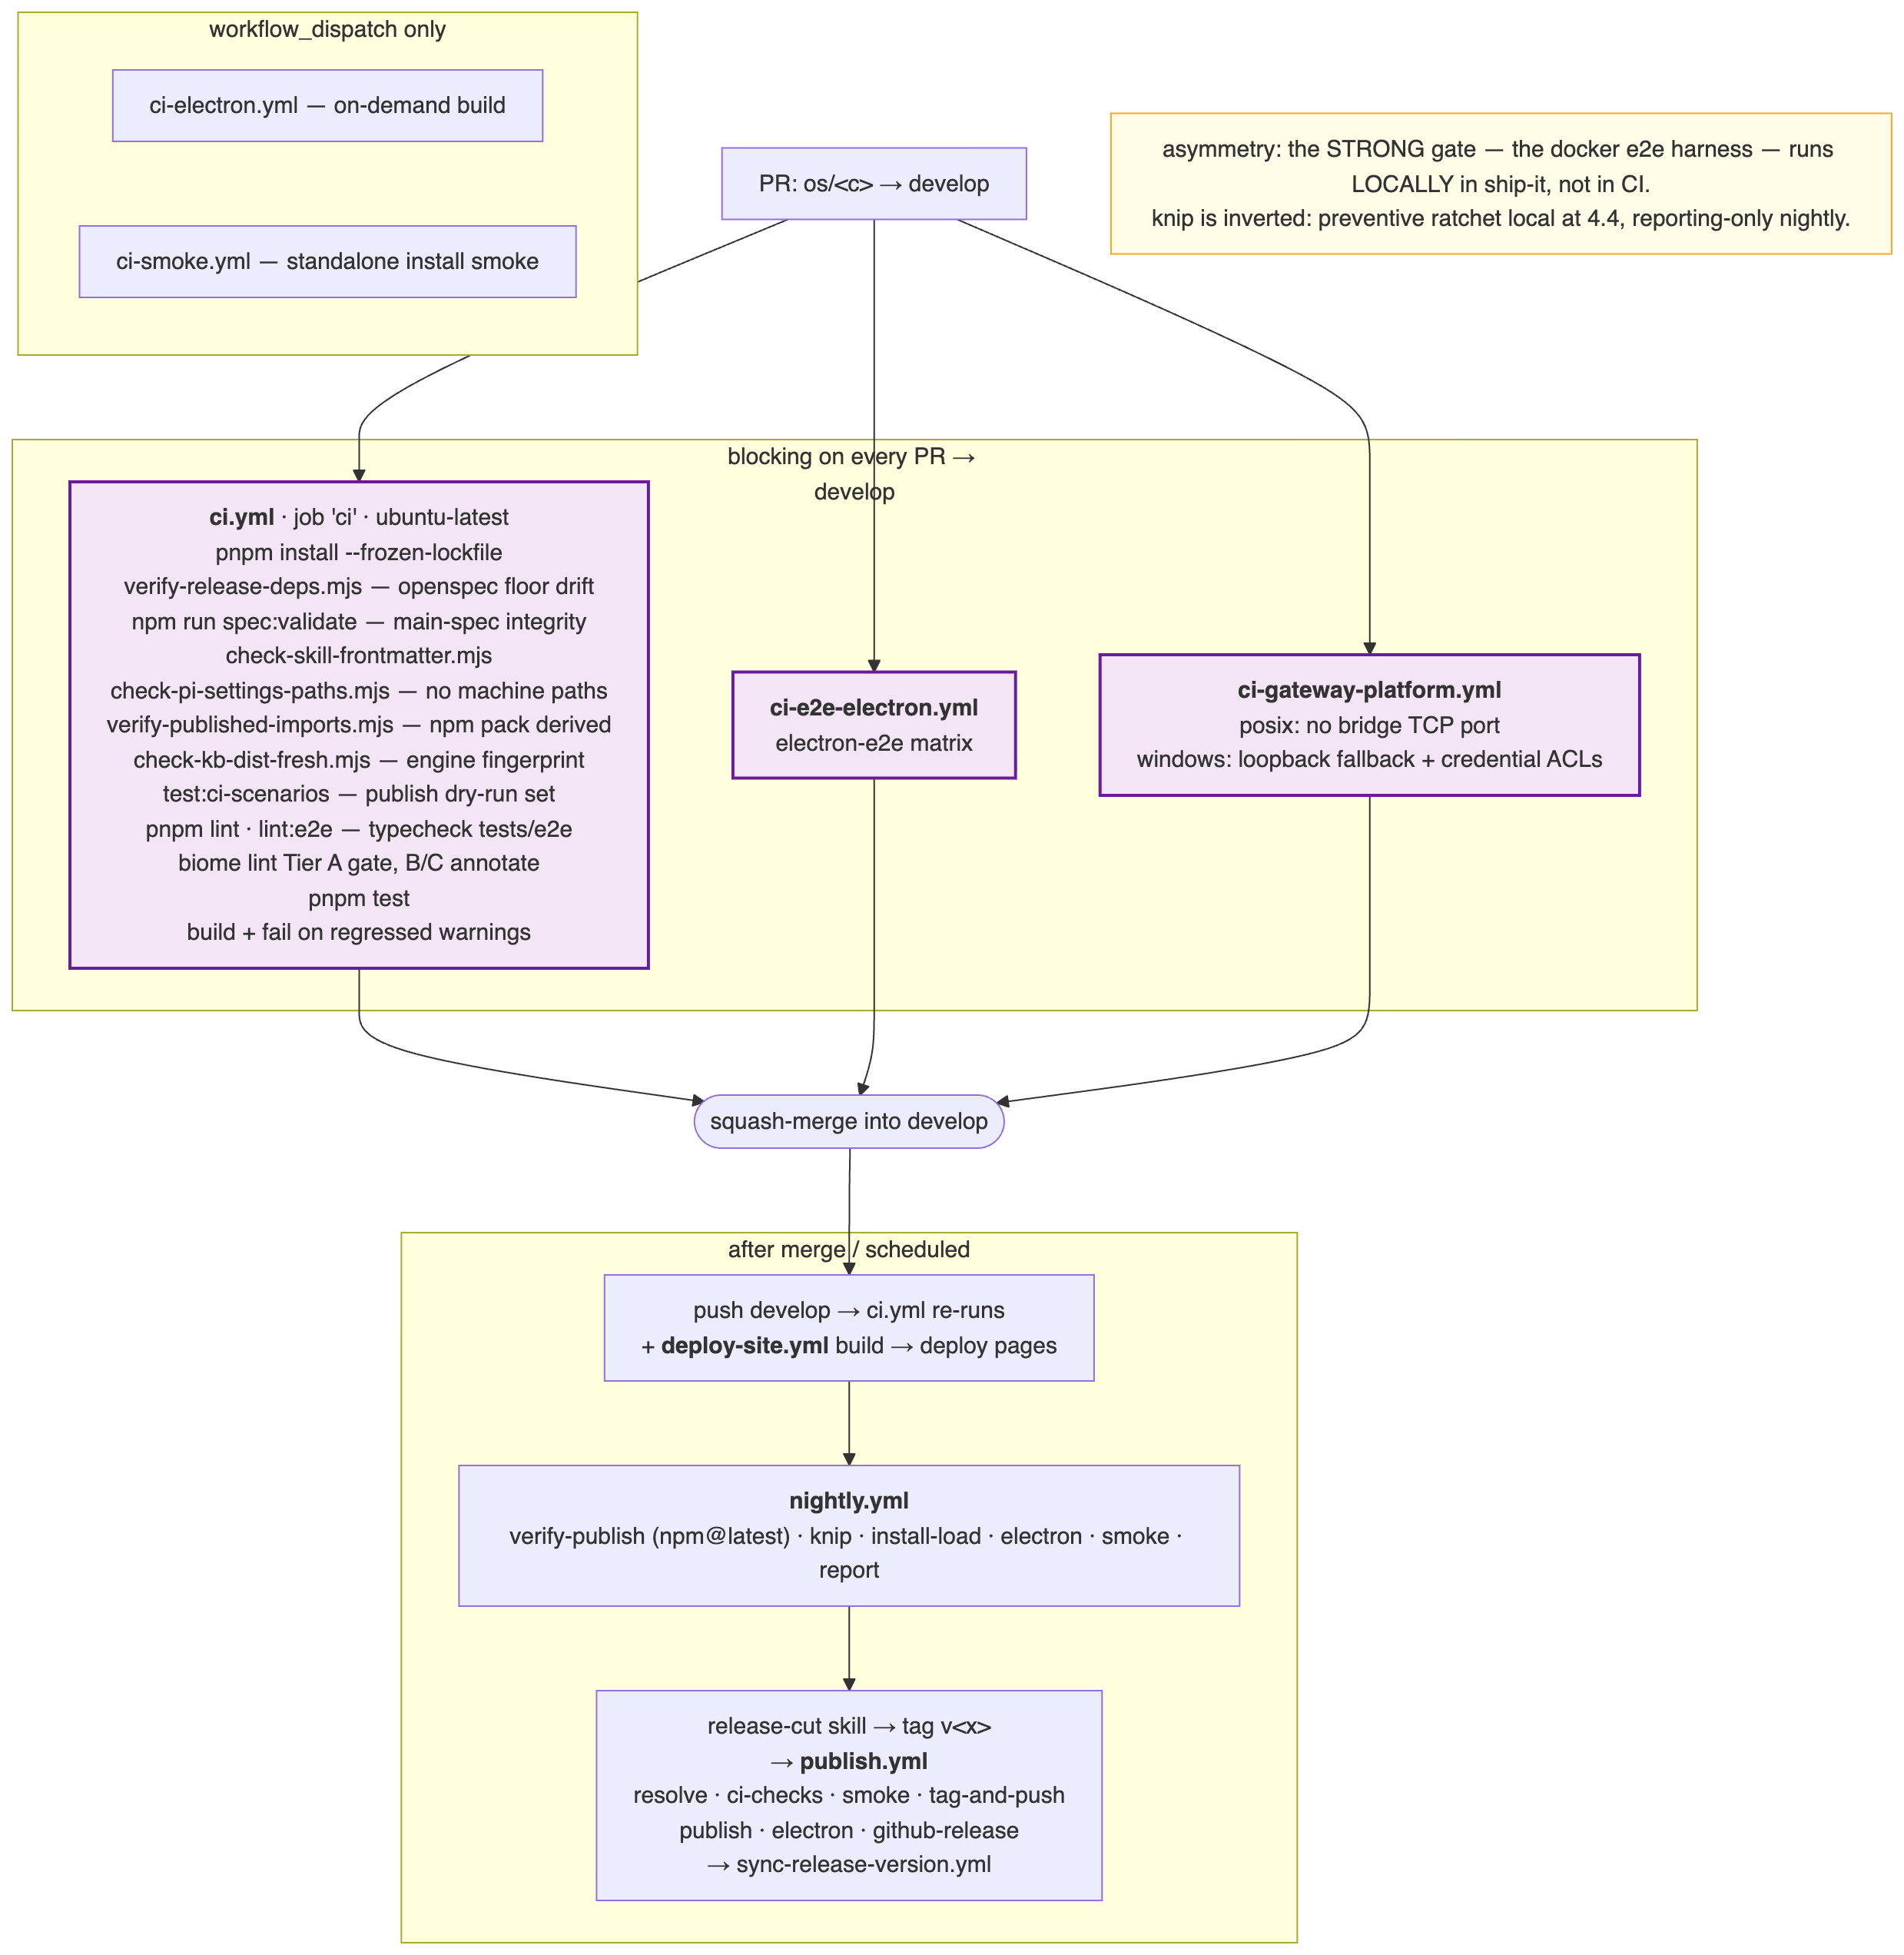 workflow_dispatch only
ci-electron.yml — on-demand build
ci-smoke.yml — standalone install smoke
PR: os/<c> → develop
asymmetry: the STRONG gate — the docker e2e harness — runs
LOCALLY in ship-it, not in CI.
knip is inverted: preventive ratchet local at 4.4, reporting-only nightly.
blocking on every PR →
develop
ci.yml · job 'ci' · ubuntu-latest
pnpm install --frozen-lockfile
verify-release-deps.mjs — openspec floor drift
npm run spec:validate — main-spec integrity
check-skill-frontmatter.mjs
check-pi-settings-paths.mjs — no machine paths
verify-published-imports.mjs — npm pack derived
check-kb-dist-fresh.mjs — engine fingerprint
test:ci-scenarios — publish dry-run set
pnpm lint · lint:e2e — typecheck tests/e2e
biome lint Tier A gate, B/C annotate
pnpm test
build + fail on regressed warnings
ci-e2e-electron.yml
electron-e2e matrix
ci-gateway-platform.yml
posix: no bridge TCP port
windows: loopback fallback + credential ACLs
squash-merge into develop
after merge / scheduled
push develop → ci.yml re-runs
+ deploy-site.yml build → deploy pages
nightly.yml
verify-publish (npm@latest) · knip · install-load · electron · smoke ·
report
release-cut skill → tag v<x>
→ publish.yml
resolve · ci-checks · smoke · tag-and-push
publish · electron · github-release
→ sync-release-version.yml